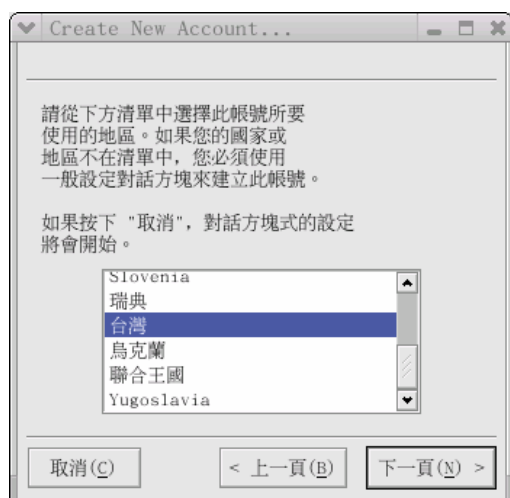 Create New Account...
請從下方清單中選擇此帳號所要
使用的地區。如果您的國家或
地區不在清單中，您必須使用
一般設定對話方塊來建立此帳號。
如果按下 "取消"，對話方塊式的設定
將會開始。
Slovenia
瑞典
台灣
烏克蘭
聯合王國
Yugoslavia
取消(C)
< 上一頁(B)
下一頁(N) >